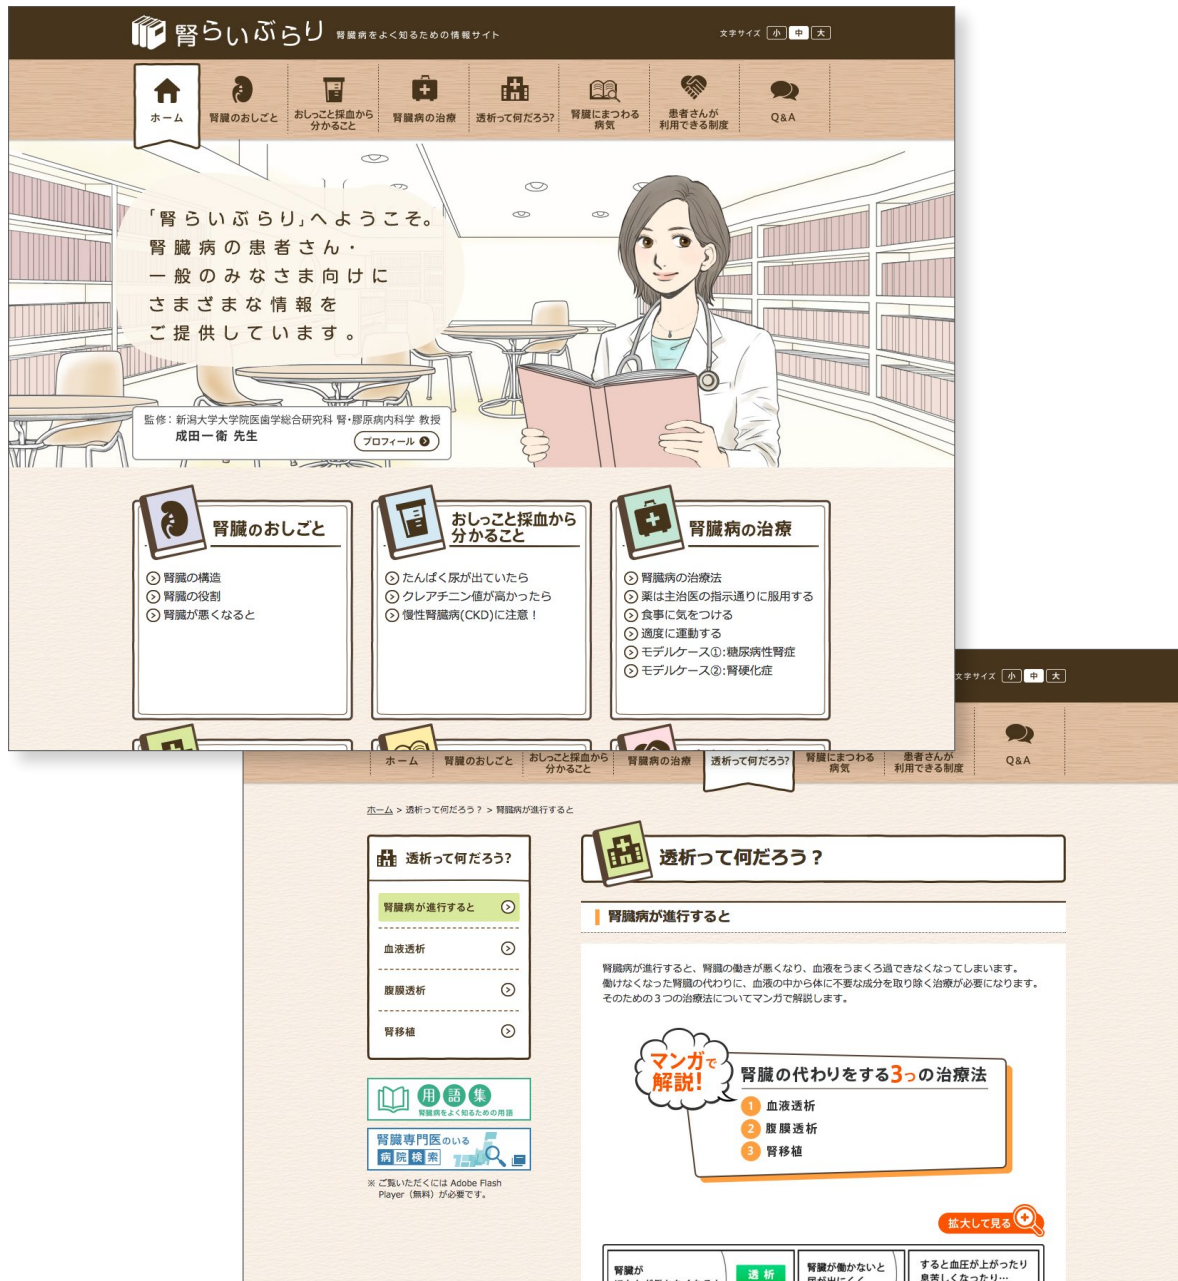 腎らいぶらり 腎臓病をよく知るための情報サイト
文字サイズ 小 中 大
ホーム
腎臓のおしごと
おしっこと採血から
分かること
腎臓病の治療
透析って何だろう?
腎臓にまつわる
病気
患者さんが
利用できる制度
Q&A
「腎らいぶらり」へようこそ。
腎臓病の患者さん・
一般のみなさま向けに
さまざまな情報を
ご提供しています。
監修：新潟大学大学院医歯学総合研究科 腎・膠原病内科学 教授
成田一衛 先生
プロフィール
腎臓のおしごと
腎臓の構造
腎臓の役割
腎臓が悪くなると
おしっこと採血から
分かること
たんぱく尿が出ていたら
クレアチニン値が高かったら
慢性腎臓病(CKD)に注意！
腎臓病の治療
腎臓病の治療法
薬は主治医の指示通りに服用する
食事に気をつける
適度に運動する
モデルケース①:糖尿病性腎症
モデルケース②:腎硬化症
文字サイズ 小 中 大
ホーム
腎臓のおしごと
おしっこと採血から
分かること
腎臓病の治療
透析って何だろう?
腎臓にまつわる
病気
患者さんが
利用できる制度
Q&A
ホーム > 透析って何だろう？ > 腎臓病が進行すると
透析って何だろう?
腎臓病が進行すると
血液透析
腹膜透析
腎移植
用語集
腎臓病をよく知るための用語
腎臓専門医のいる
病院検索
※ ご覧いただくには Adobe Flash
Player（無料）が必要です。
透析って何だろう？
腎臓病が進行すると
腎臓病が進行すると、腎臓の働きが悪くなり、血液をうまくろ過できなくなってしまいます。
働けなくなった腎臓の代わりに、血液の中から体に不要な成分を取り除く治療が必要になります。
そのための３つの治療法についてマンガで解説します。
マンガで
解説!
腎臓の代わりをする3つの治療法
1 血液透析
2 腹膜透析
3 腎移植
拡大して見る
腎臓が
透析
腎臓が働かないと
すると血圧が上がったり
息苦しくなったり…